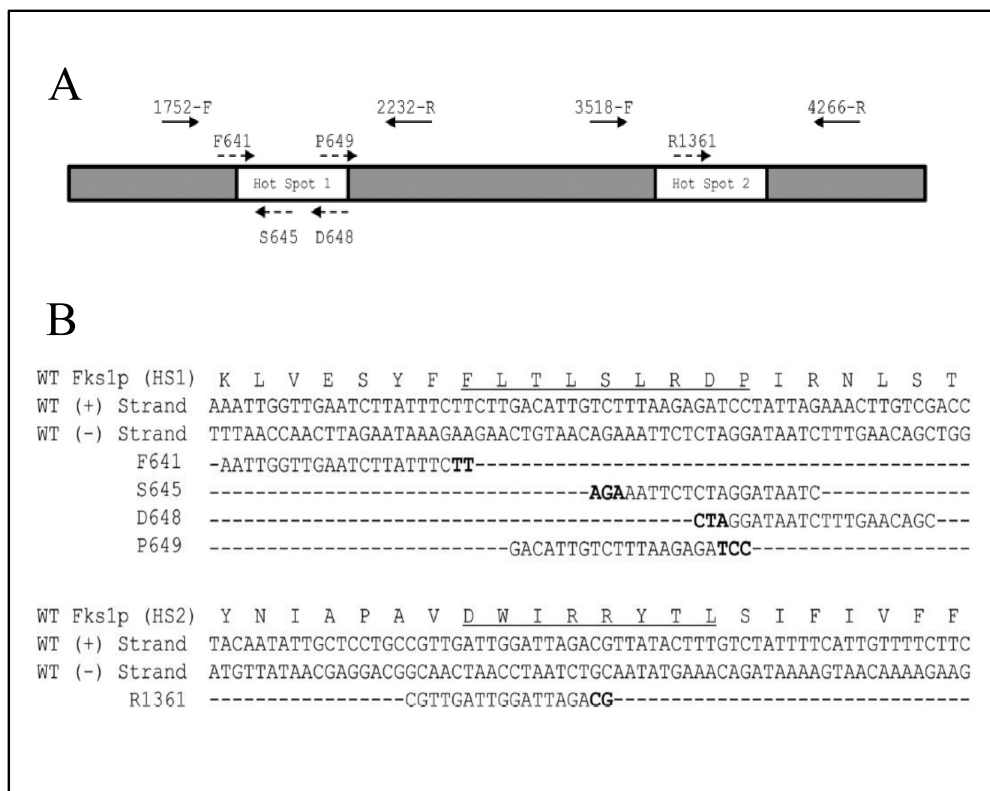 A
1752-F 2232-R 3518-F 4266-R
F641 P649 R1361
Hot Spot 1 Hot Spot 2
S645 D648
B
WT Fks1p (HS1) K L V E S Y F F L T L S L R D P I R N L S T
WT (+) Strand AAATTGGTTGAATCTTATTTCTTCTTGACATTGTCTTTAAGAGATCCTATTAGAAACTTGTCGACC
WT (-) Strand TTTAACCAACTTAGAATAAAGAAGAACTGTAACAGAAATTCTCTAGGATAATCTTTGAACAGCTGG
F641 -AATTGGTTGAATCTTATTTCTT-------------------------------------------
S645 ---------------------------------AGAAATTCTCTAGGATAATC-------------
D648 ------------------------------------------CTAGGATAATCTTTGAACAGC---
P649 --------------------------GACATTGTCTTTAAGAGATCC-------------------
WT Fks1p (HS2) Y N I A P A V D W I R R Y T L S I F I V F F
WT (+) Strand TACAATATTGCTCCTGCCGTTGATTGGATTAGACGTTATACTTTGTCTATTTTCATTGTTTTCTTC
WT (-) Strand ATGTTATAACGAGGACGGCAACTAACCTAATCTGCAATATGAAACAGATAAAAGTAACAAAAGAAG
R1361 -----------------CGTTGATTGGATTAGACG-------------------------------